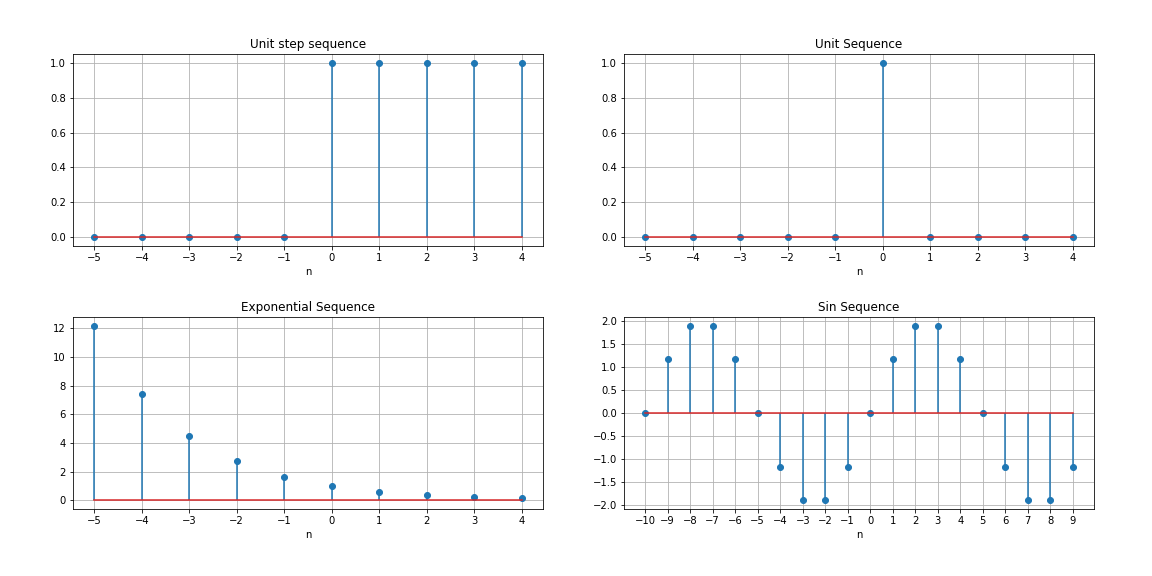 Unit step sequence
1.0
0.8
0.6
0.4
0.2
0.0
−5 −4 −3 −2 −1 0 1 2 3 4
n
Unit Sequence
1.0
0.8
0.6
0.4
0.2
0.0
−5 −4 −3 −2 −1 0 1 2 3 4
n
Exponential Sequence
12
10
8
6
4
2
0
−5 −4 −3 −2 −1 0 1 2 3 4
n
Sin Sequence
2.0
1.5
1.0
0.5
0.0
−0.5
−1.0
−1.5
−2.0
−10 −9 −8 −7 −6 −5 −4 −3 −2 −1 0 1 2 3 4 5 6 7 8 9
n